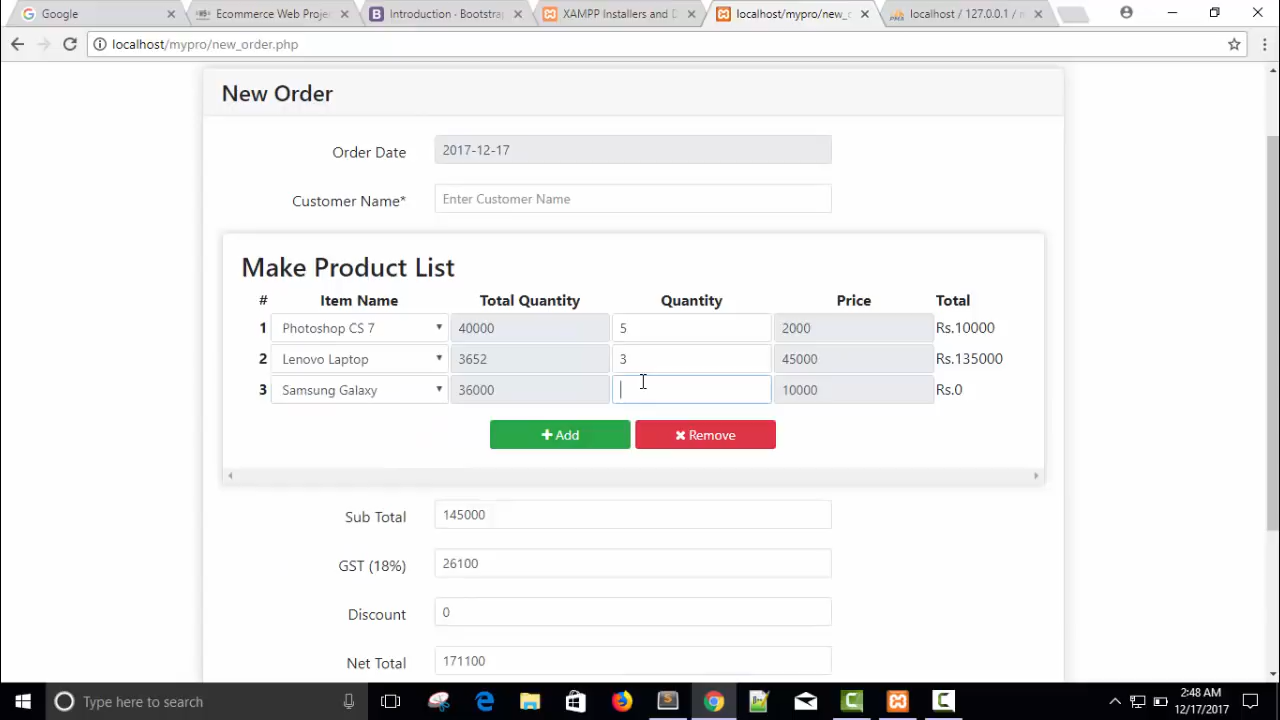 Google
Ecommerce Web Proje
Introduction · Bootstrap
XAMPP Installers and D
localhost/mypro/new_o
localhost / 127.0.0.1 / n
localhost/mypro/new_order.php
New Order
Order Date 2017-12-17
Customer Name* Enter Customer Name
Make Product List
# Item Name Total Quantity Quantity Price Total
1 Photoshop CS 7 40000 5 2000 Rs.10000
2 Lenovo Laptop 3652 3 45000 Rs.135000
3 Samsung Galaxy 36000 10000 Rs.0
Add Remove
Sub Total 145000
GST (18%) 26100
Discount 0
Net Total 171100
Type here to search
2:48 AM
12/17/2017